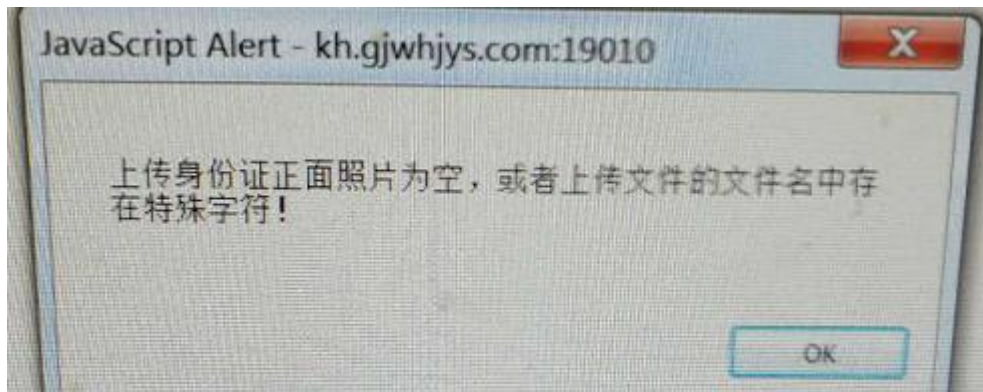 JavaScript Alert - kh.gjwhjys.com:19010
上传身份证正面照片为空，或者上传文件的文件名中存
在特殊字符！
OK